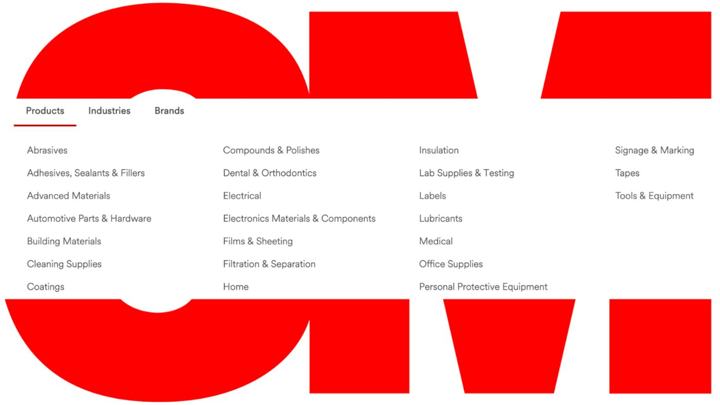 Products Industries Brands
Abrasives
Adhesives, Sealants & Fillers
Advanced Materials
Automotive Parts & Hardware
Building Materials
Cleaning Supplies
Coatings
Compounds & Polishes
Dental & Orthodontics
Electrical
Electronics Materials & Components
Films & Sheeting
Filtration & Separation
Home
Insulation
Lab Supplies & Testing
Labels
Lubricants
Medical
Office Supplies
Personal Protective Equipment
Signage & Marking
Tapes
Tools & Equipment